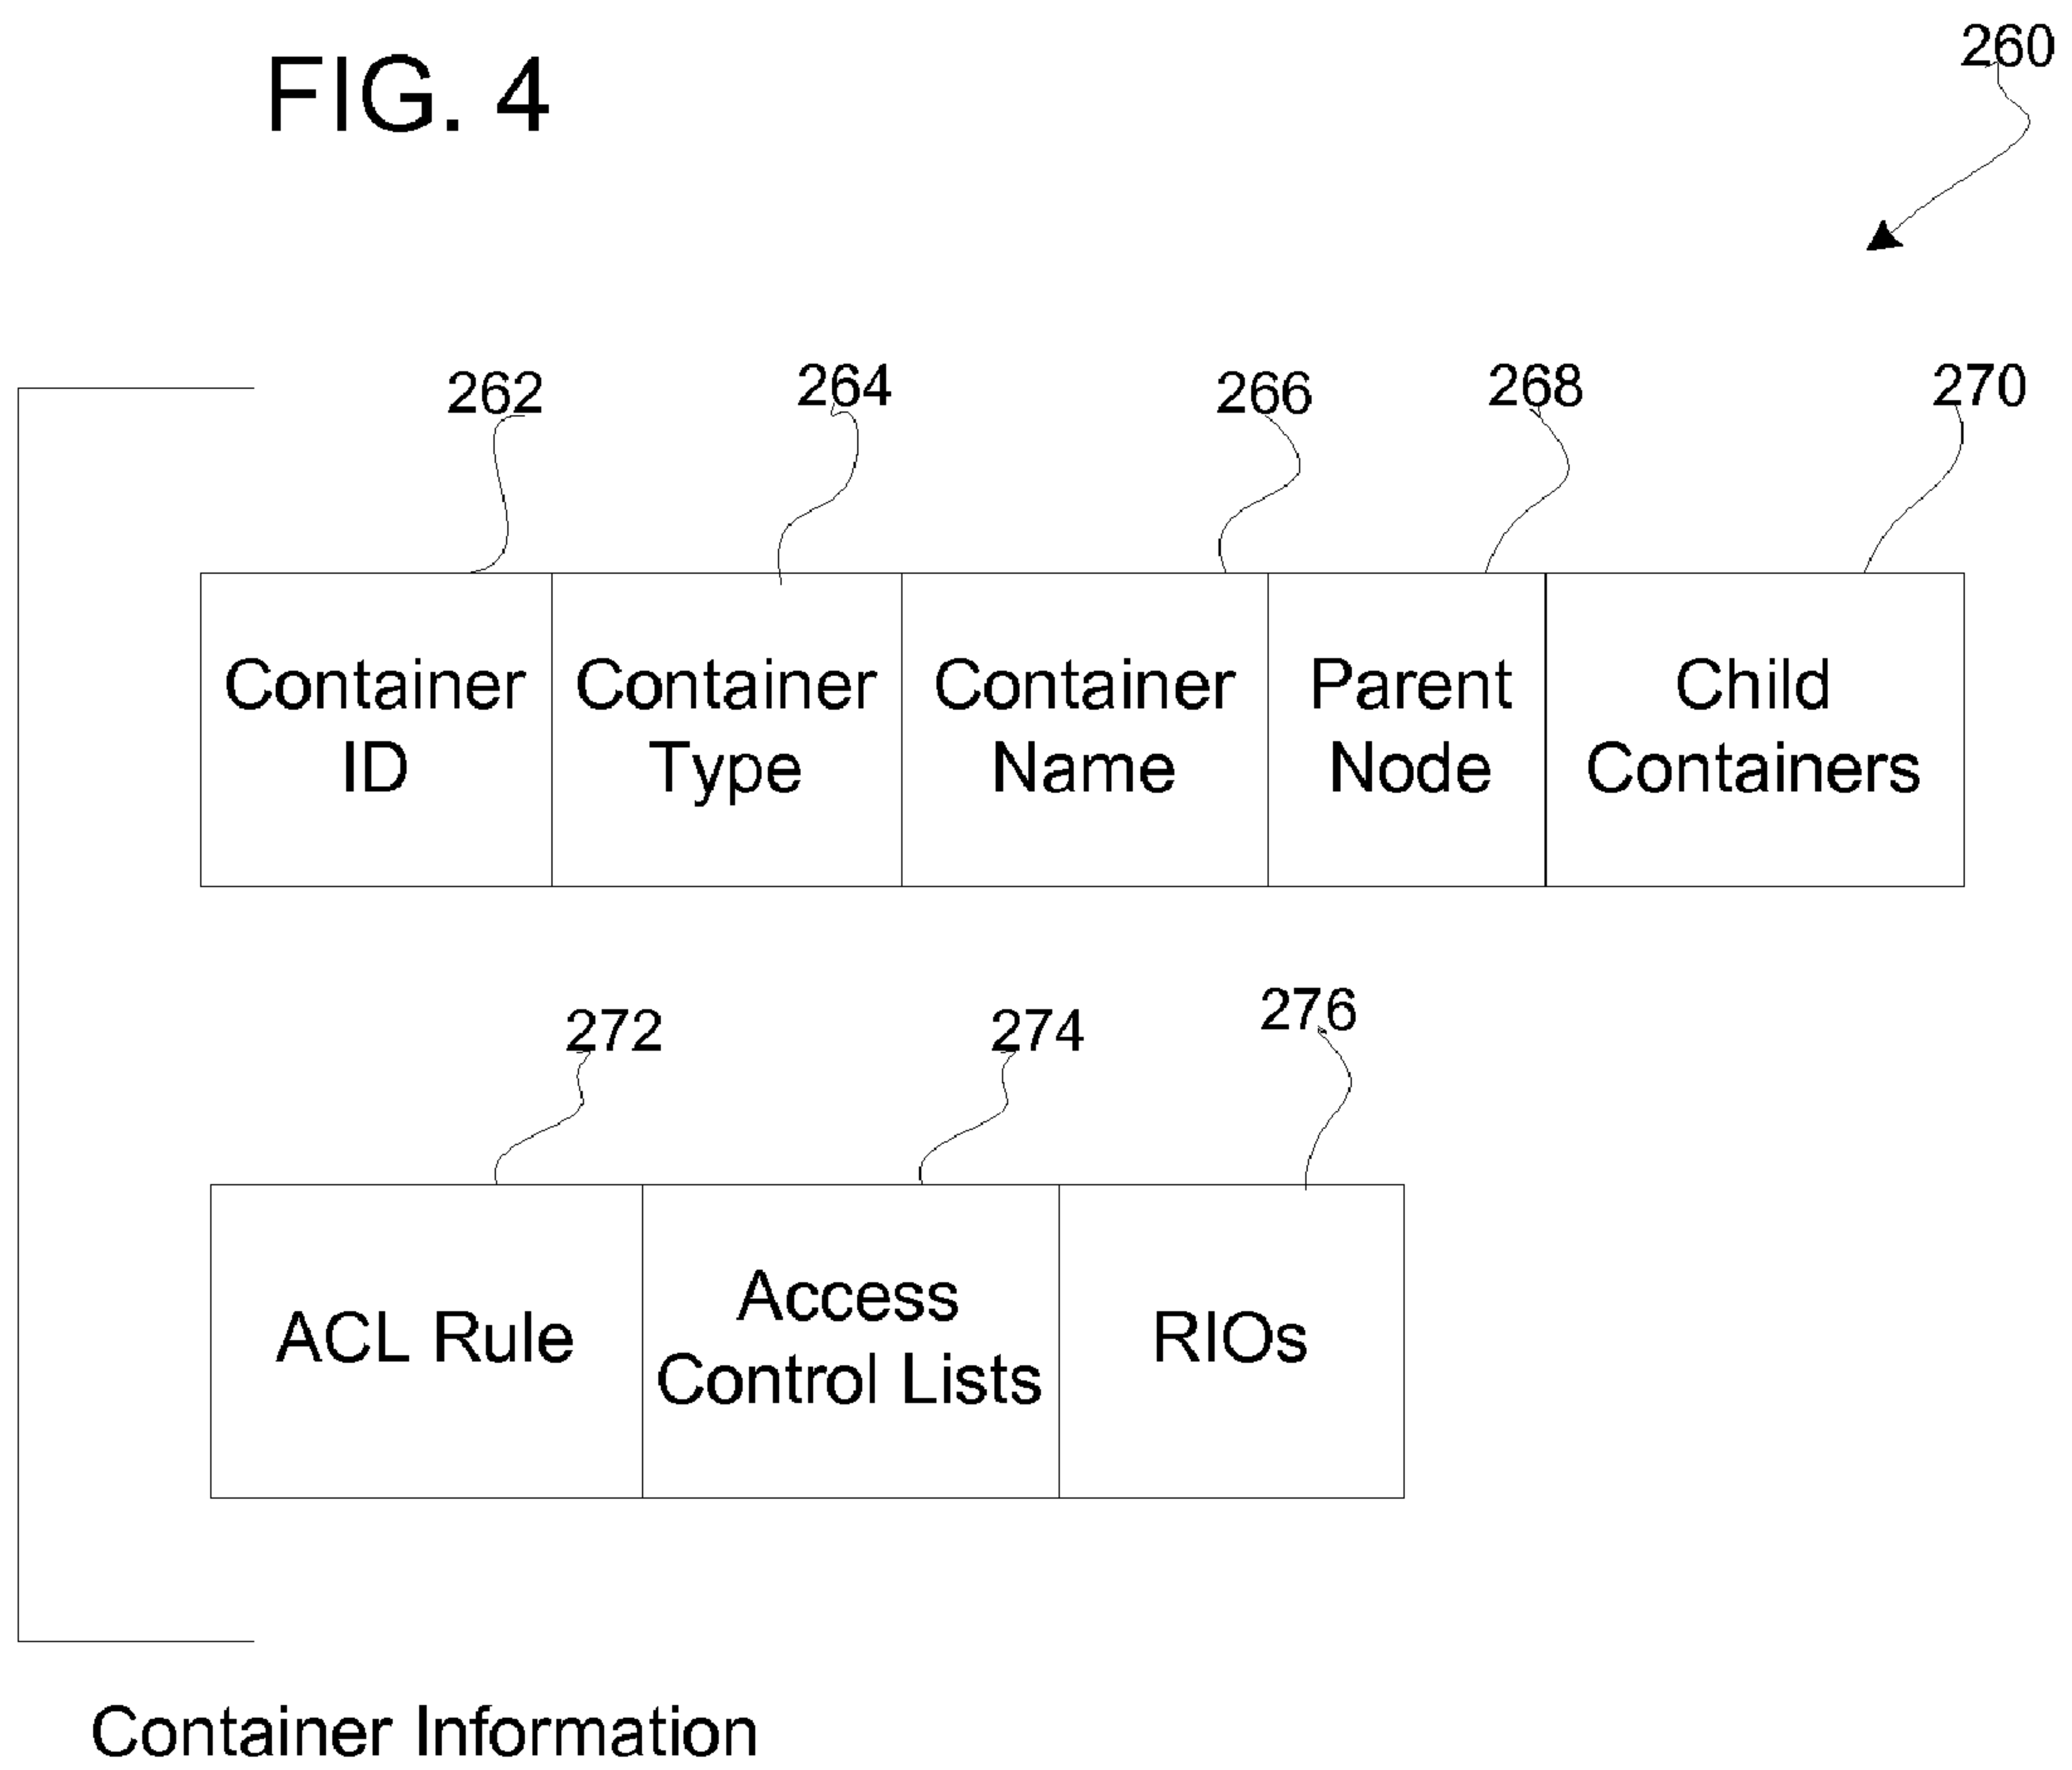 FIG. 4
260
262
264
266
268
270
Container
ID
Container
Type
Container
Name
Parent
Node
Child
Containers
272
274
276
ACL Rule
Access
Control Lists
RIOs
Container Information